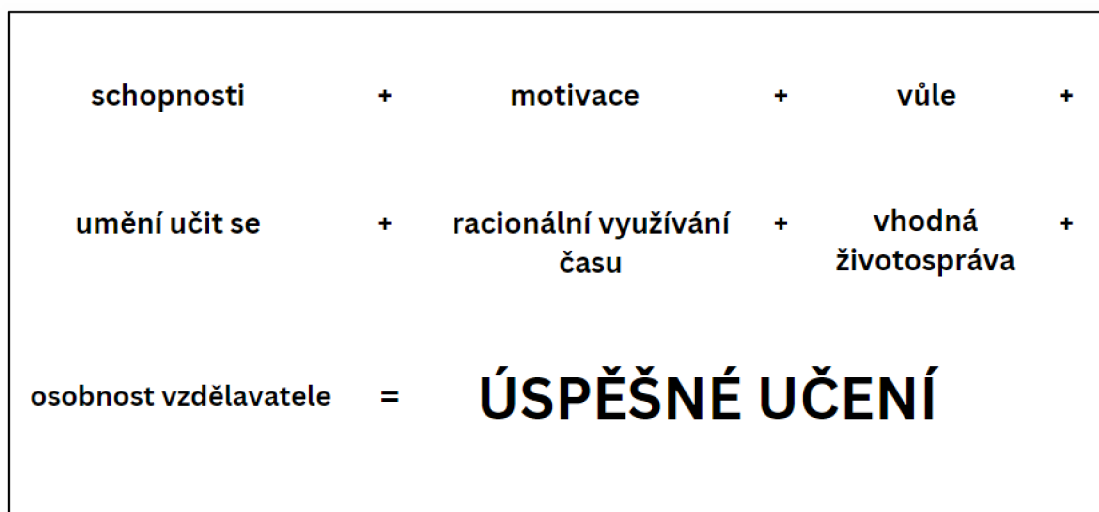 schopnosti + motivace + vůle +
umění učit se + racionální využívání času + vhodná životospráva +
osobnost vzdělavatele = ÚSPĚŠNÉ UČENÍ